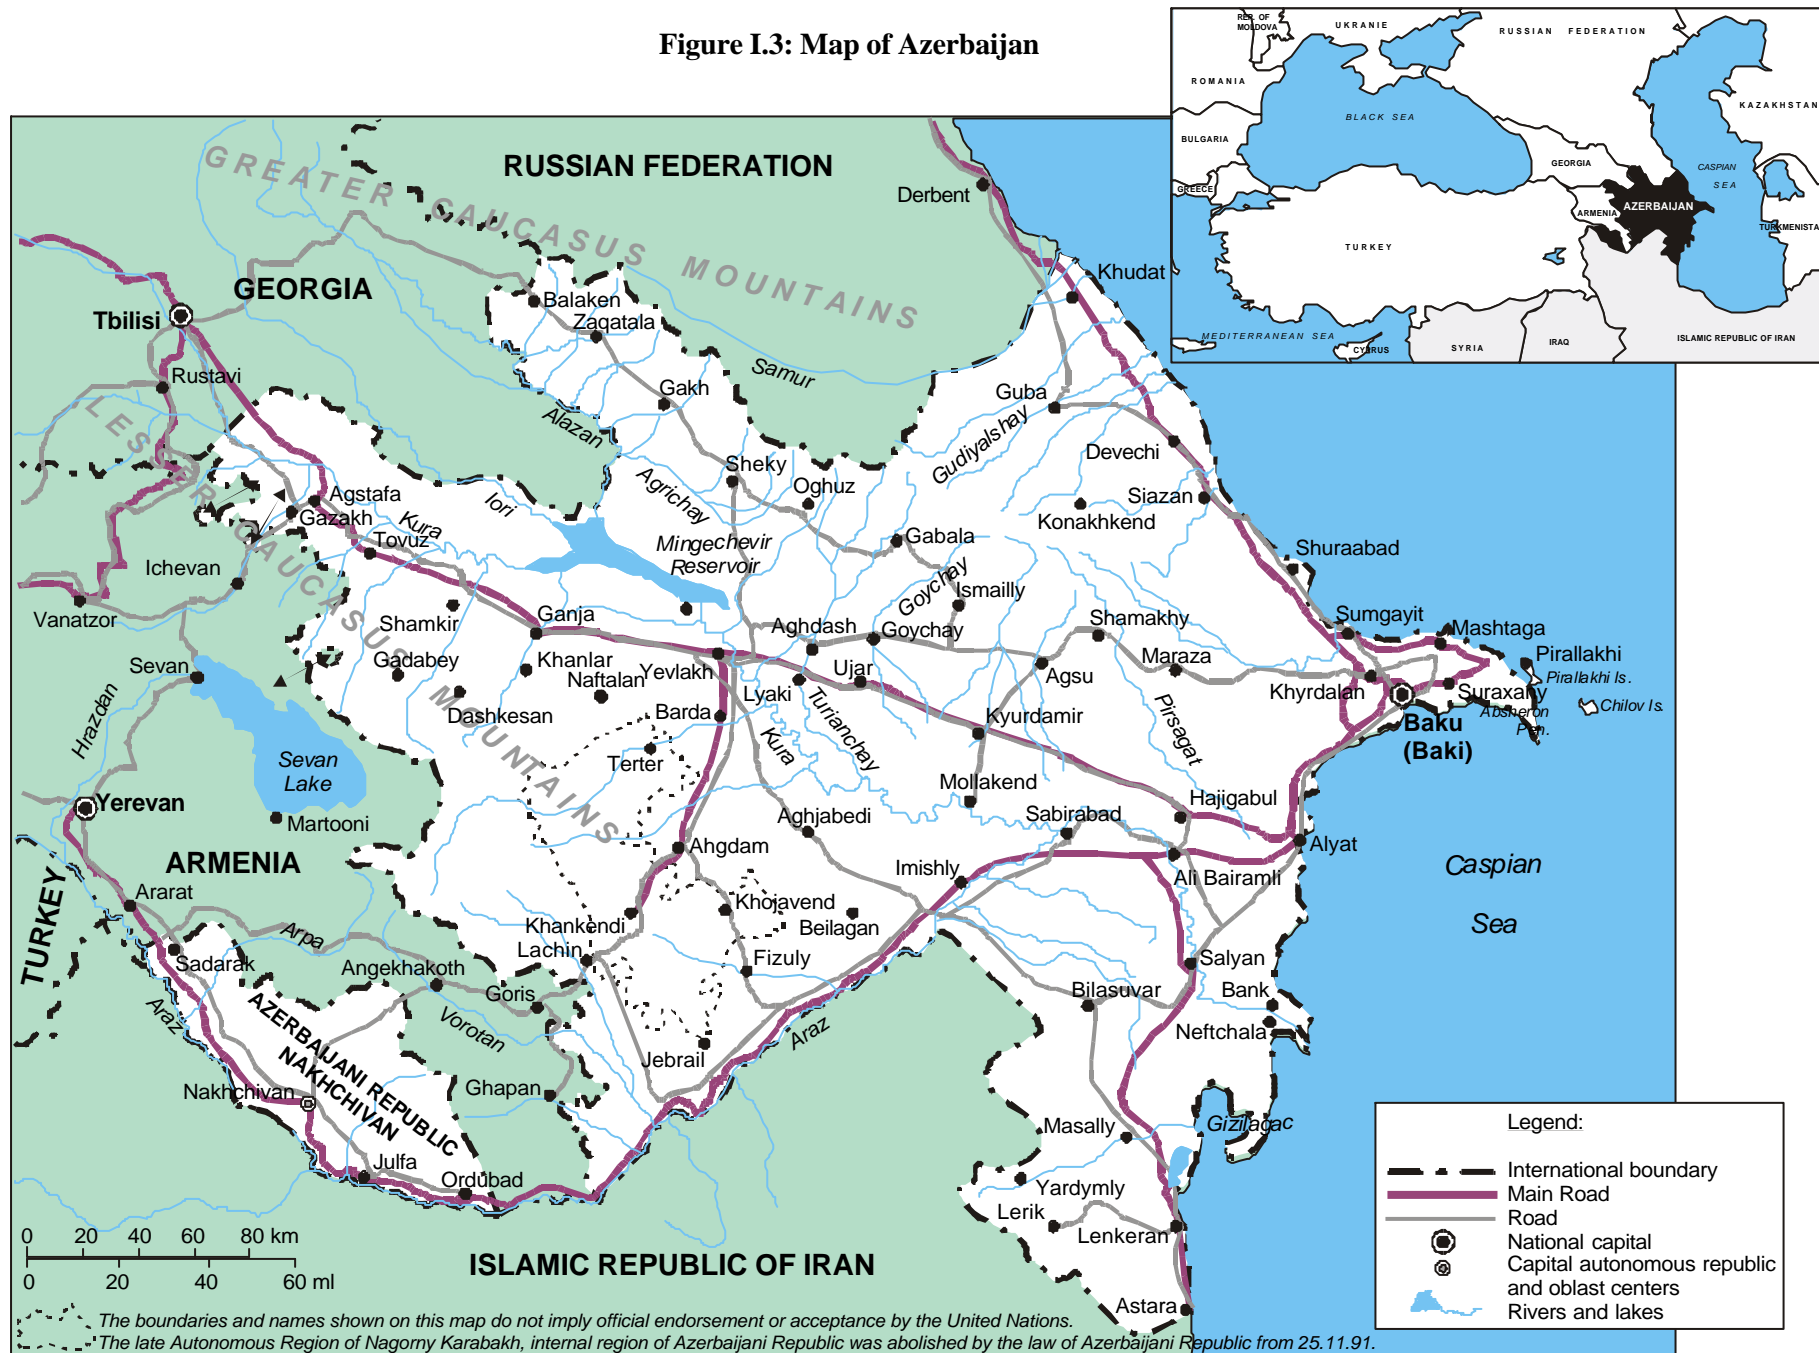 Figure I.3: Map of Azerbaijan
REP. OF
MOLDOVA
UKRANIE
RUSSIAN FEDERATION
ROMANIA
KAZAKHSTAN
BLACK SEA
BULGARIA
GEORGIA
CASPIAN
SEA
GREECE
ARMENIA
AZERBAIJAN
TURKMENISTA
TURKEY
MEDITERRANEAN SEA
CYPRUS
SYRIA
IRAQ
ISLAMIC REPUBLIC OF IRAN
RUSSIAN FEDERATION
GREATER CAUCASUS MOUNTAINS
Derbent
GEORGIA
Khudat
Balaken
Tbilisi
Zaqatala
Rustavi
Samur
Gakh
Guba
LESSER CAUCASUS MOUNTAINS
Alazan
Gudiyalshay
Devechi
Sheky
Agrichay
Oghuz
Agstafa
Iori
Siazan
Gazakh
Kura
Konakhkend
Tovuz
Mingechevir
Reservoir
Gabala
Shuraabad
Ichevan
Goychay
Ismailly
Vanatzor
Shamkir
Ganja
Aghdash
Goychay
Shamakhy
Sumgayit
Mashtaga
Sevan
Gadabey
Khanlar
Naftalan
Yevlakh
Ujar
Agsu
Maraza
Pirallakhi
Pirallakhi Is.
Khyrdalan
Suraxany
Lyaki
Chilov Is.
Hrazdan
Dashkesan
Barda
Turianchay
Kyurdamir
Pirsagat
Absheron
Pen.
Baku
(Baki)
Sevan
Lake
Terter
Kura
Mollakend
Yerevan
Martooni
Aghjabedi
Sabirabad
Hajigabul
Ahgdam
Alyat
ARMENIA
Imishly
Ali Bairamli
Caspian
Sea
TURKEY
Ararat
Khojavend
Khankendi
Beilagan
Arpa
Lachin
Sadarak
Angekhakoth
Fizuly
Salyan
Goris
Bilasuvar
Bank
Araz
Vorotan
Neftchala
AZERBAIJANI REPUBLIC
NAKHCHIVAN
Araz
Jebrail
Nakhchivan
Ghapan
Masally
Gizilagac
Julfa
Ordubad
Yardymly
Lerik
Lenkeran
Astara
ISLAMIC REPUBLIC OF IRAN
0 20 40 60 80 km
0 20 40 60 ml
Legend:
International boundary
Main Road
Road
National capital
Capital autonomous republic
and oblast centers
Rivers and lakes
The boundaries and names shown on this map do not imply official endorsement or acceptance by the United Nations.
The late Autonomous Region of Nagorny Karabakh, internal region of Azerbaijani Republic was abolished by the law of Azerbaijani Republic from 25.11.91.